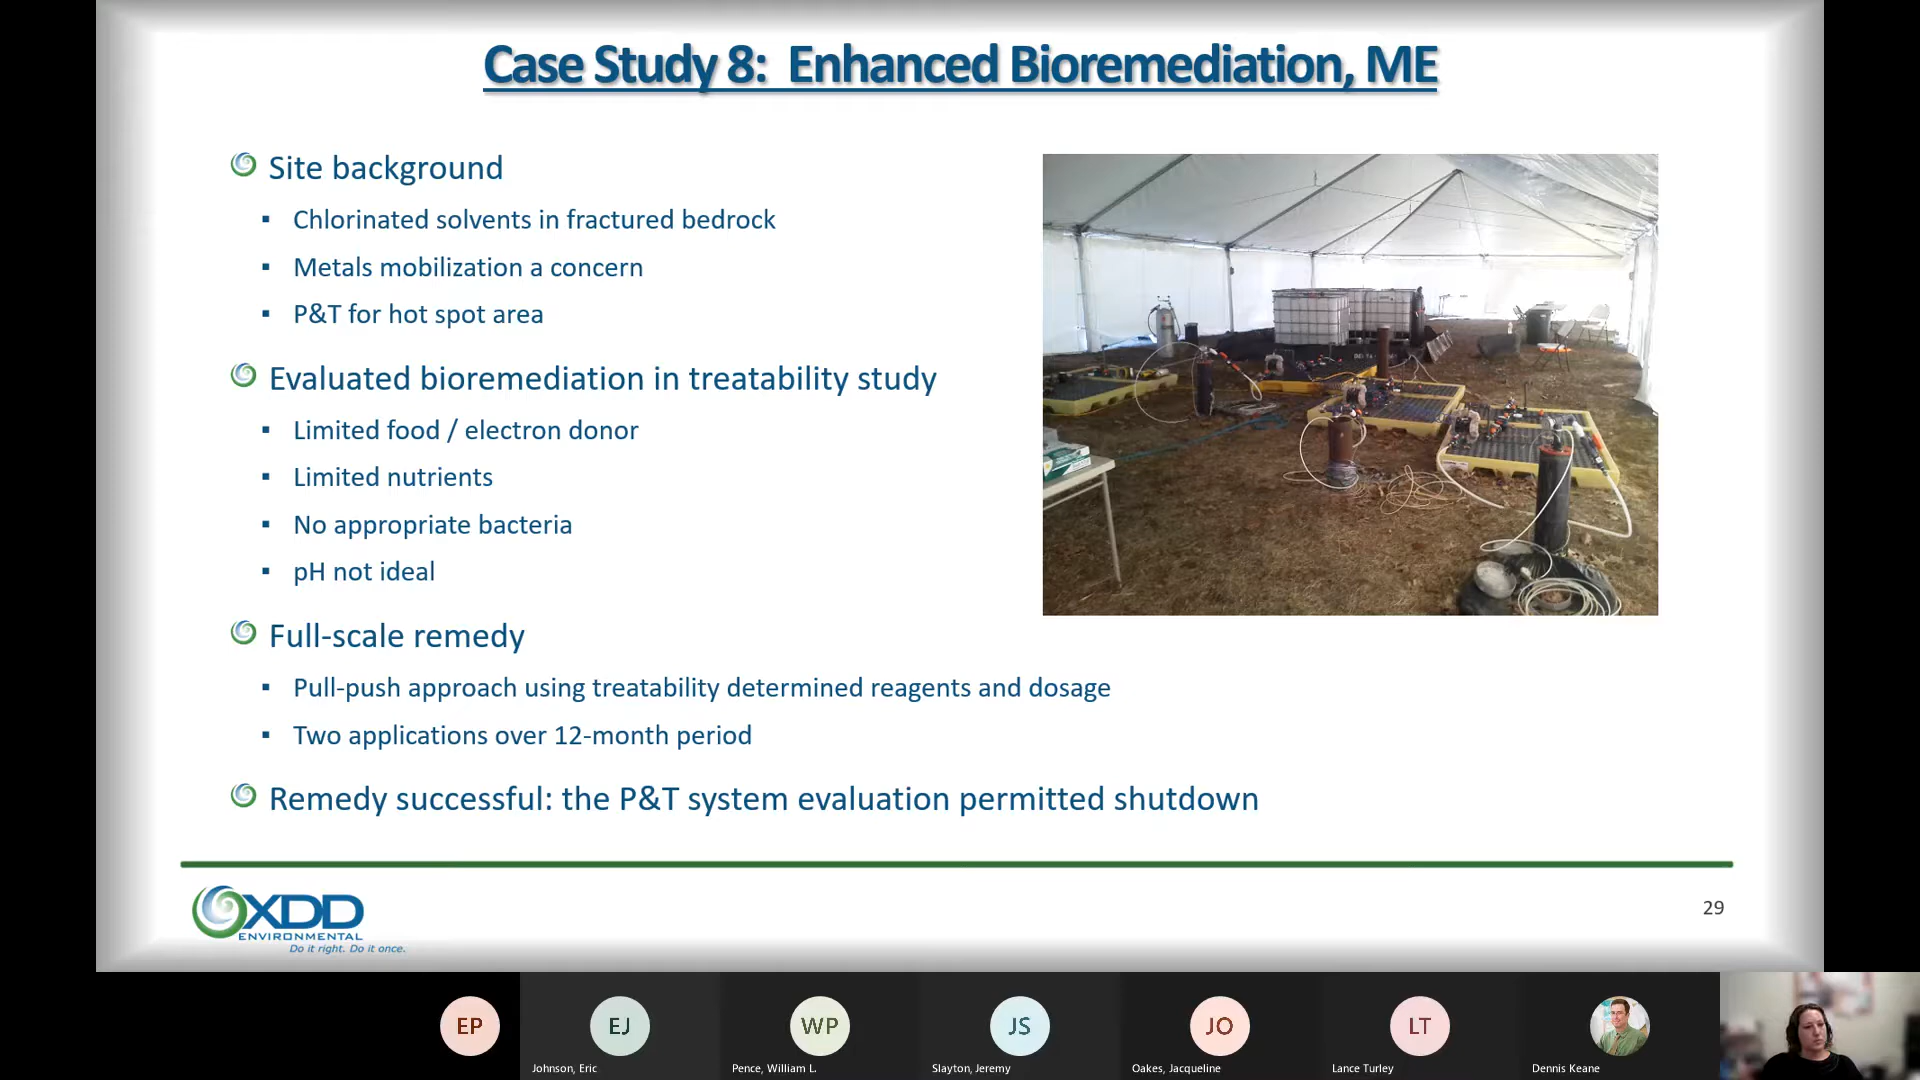 Case Study 8: Enhanced Bioremediation, ME
Site background
Chlorinated solvents in fractured bedrock
Metals mobilization a concern
P&T for hot spot area
Evaluated bioremediation in treatability study
Limited food / electron donor
Limited nutrients
No appropriate bacteria
pH not ideal
Full-scale remedy
Pull-push approach using treatability determined reagents and dosage
Two applications over 12-month period
Remedy successful: the P&T system evaluation permitted shutdown
XDD
ENVIRONMENTAL
Do it right. Do it once.
29
EP
EJ
WP
JS
JO
LT
Johnson, Eric
Pence, William L.
Slayton, Jeremy
Oakes, Jacqueline
Lance Turley
Dennis Keane